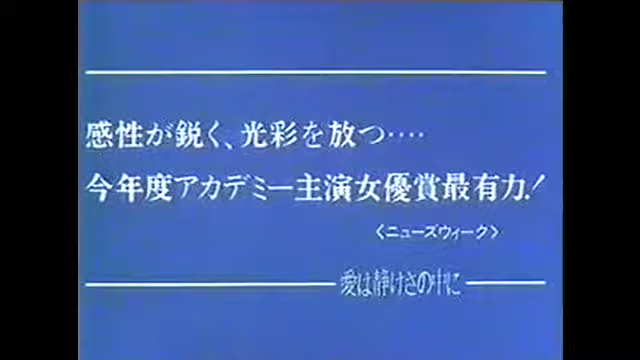 感性が鋭く、光彩を放つ‥‥
今年度アカデミー主演女優賞最有力!
〈ニューズウィーク〉
愛は静けさの中に